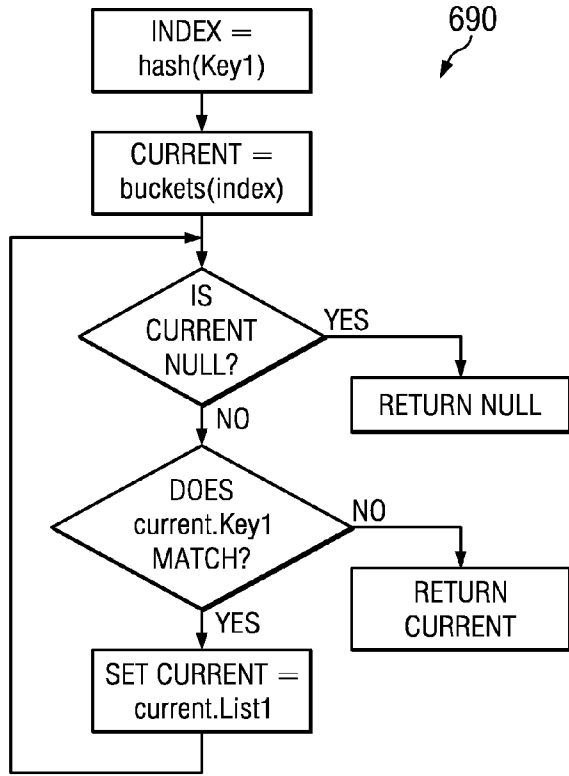 690
INDEX =
hash(Key1)
CURRENT =
buckets(index)
IS
CURRENT
NULL?
YES
RETURN NULL
NO
DOES
current.Key1
MATCH?
NO
RETURN
CURRENT
YES
SET CURRENT =
current.List1